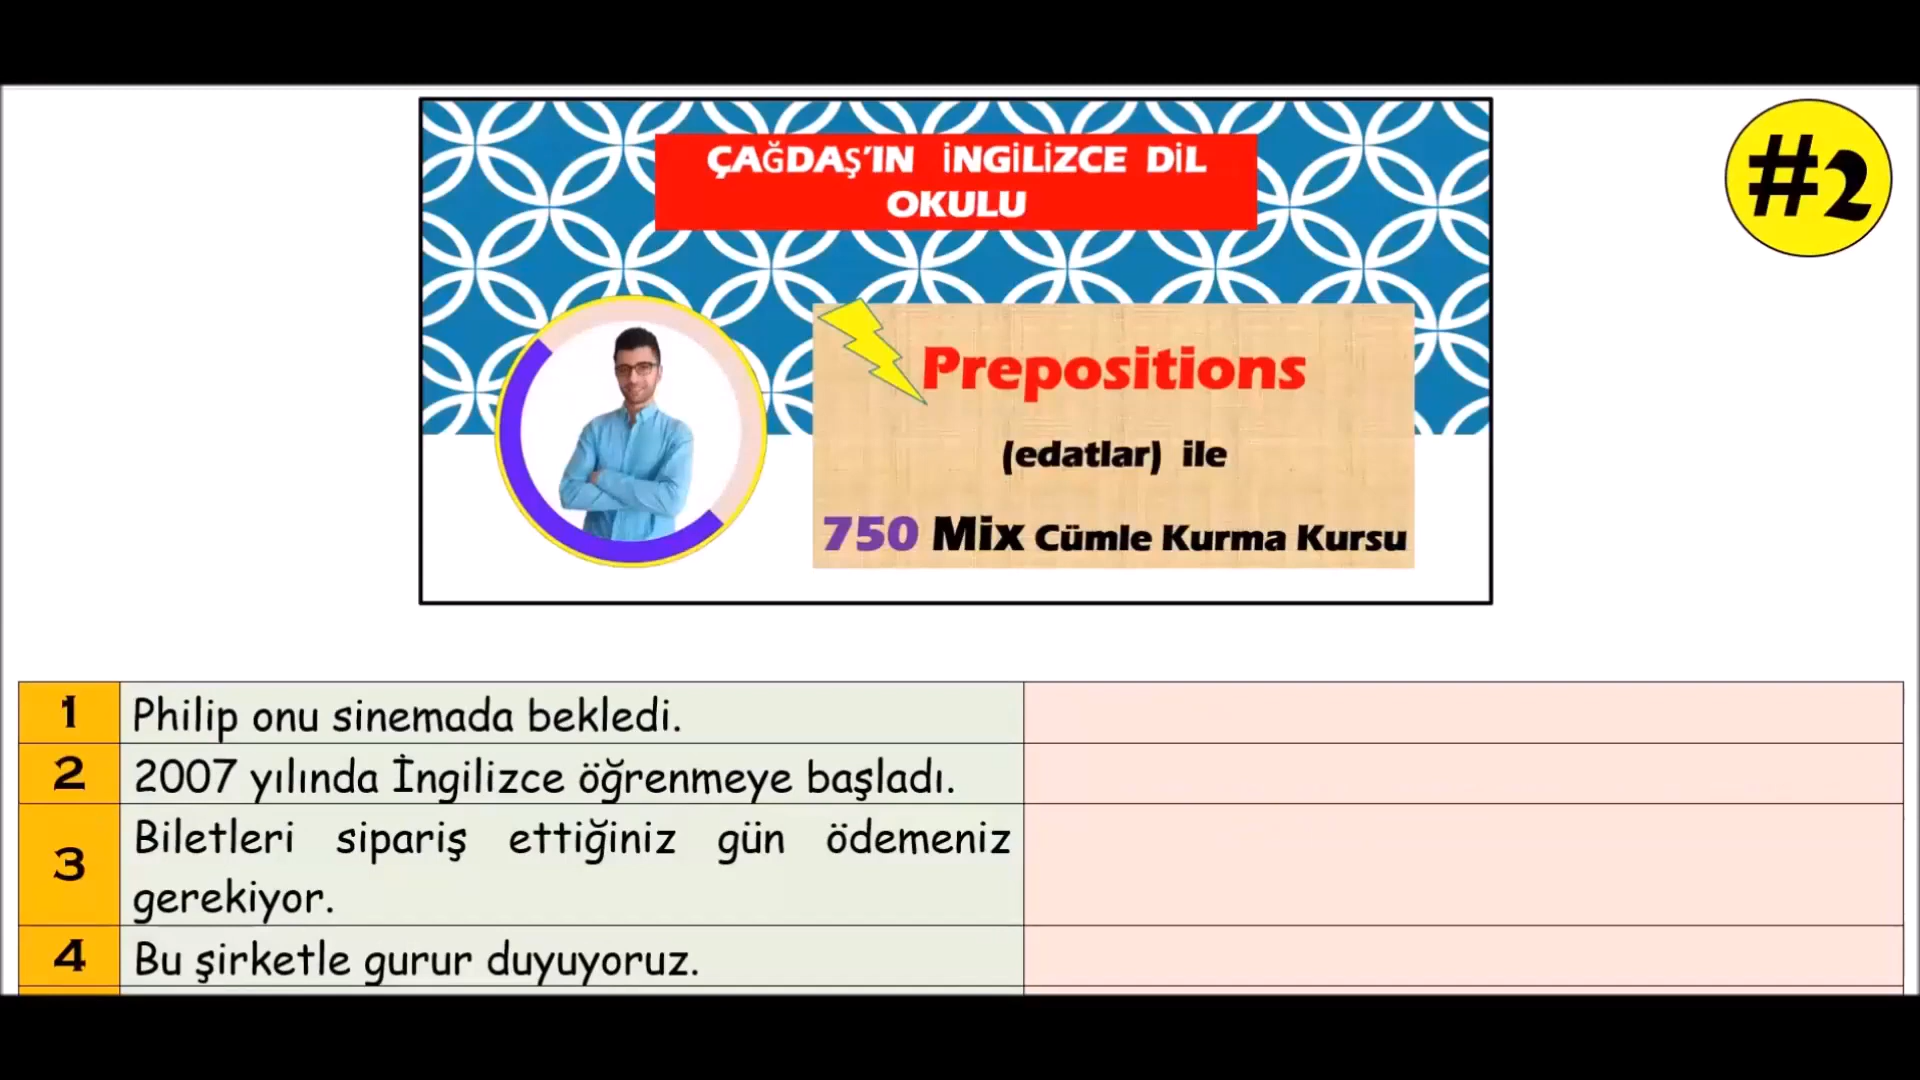 #2
ÇAĞDAŞ'IN İNGİLİZCE DİL
OKULU
Prepositions
(edatlar) ile
750 Mix Cümle Kurma Kursu
1 Philip onu sinemada bekledi.
2 2007 yılında İngilizce öğrenmeye başladı.
3 Biletleri sipariş ettiğiniz gün ödemeniz
gerekiyor.
4 Bu şirketle gurur duyuyoruz.